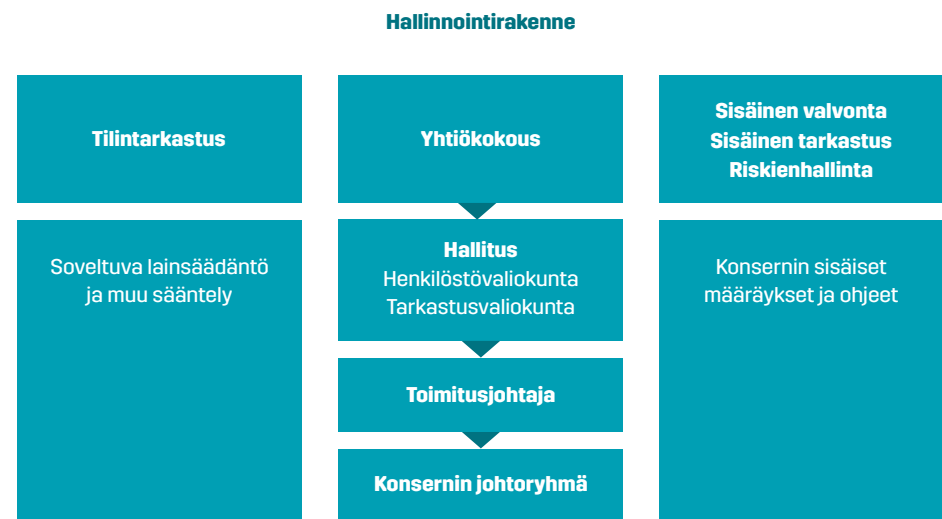 Hallinnointirakenne
Tilintarkastus
Soveltuva lainsäädäntö
ja muu sääntely
Yhtiökokous
Hallitus
Henkilöstövaliokunta
Tarkastusvaliokunta
Toimitusjohtaja
Konsernin johtoryhmä
Sisäinen valvonta
Sisäinen tarkastus
Riskienhallinta
Konsernin sisäiset
määräykset ja ohjeet